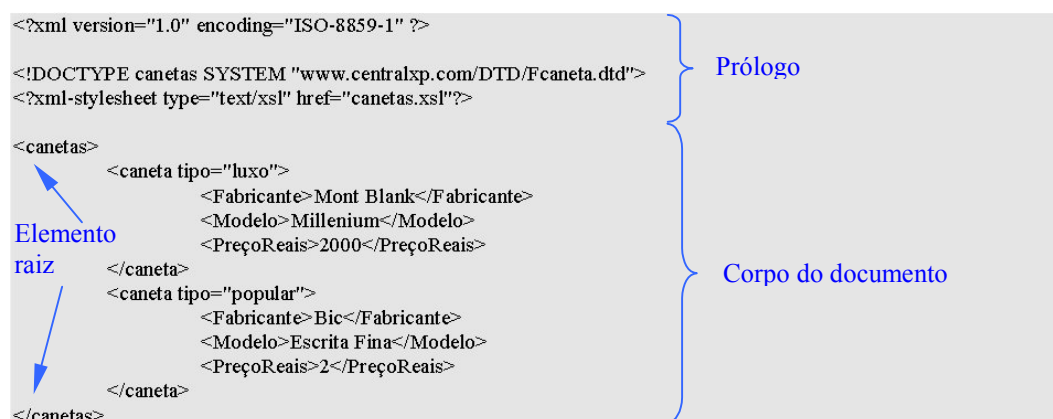 <?xml version="1.0" encoding="ISO-8859-1" ?>
<!DOCTYPE canetas SYSTEM "www.centralxp.com/DTD/Fcaneta.dtd">
<?xml-stylesheet type="text/xsl" href="canetas.xsl"?>
Prólogo
<canetas>
<caneta tipo="luxo">
<Fabricante>Mont Blank</Fabricante>
<Modelo>Millenium</Modelo>
<PreçoReais>2000</PreçoReais>
</caneta>
<caneta tipo="popular">
<Fabricante>Bic</Fabricante>
<Modelo>Escrita Fina</Modelo>
<PreçoReais>2</PreçoReais>
</caneta>
</canetas>
Elemento
raiz
Corpo do documento